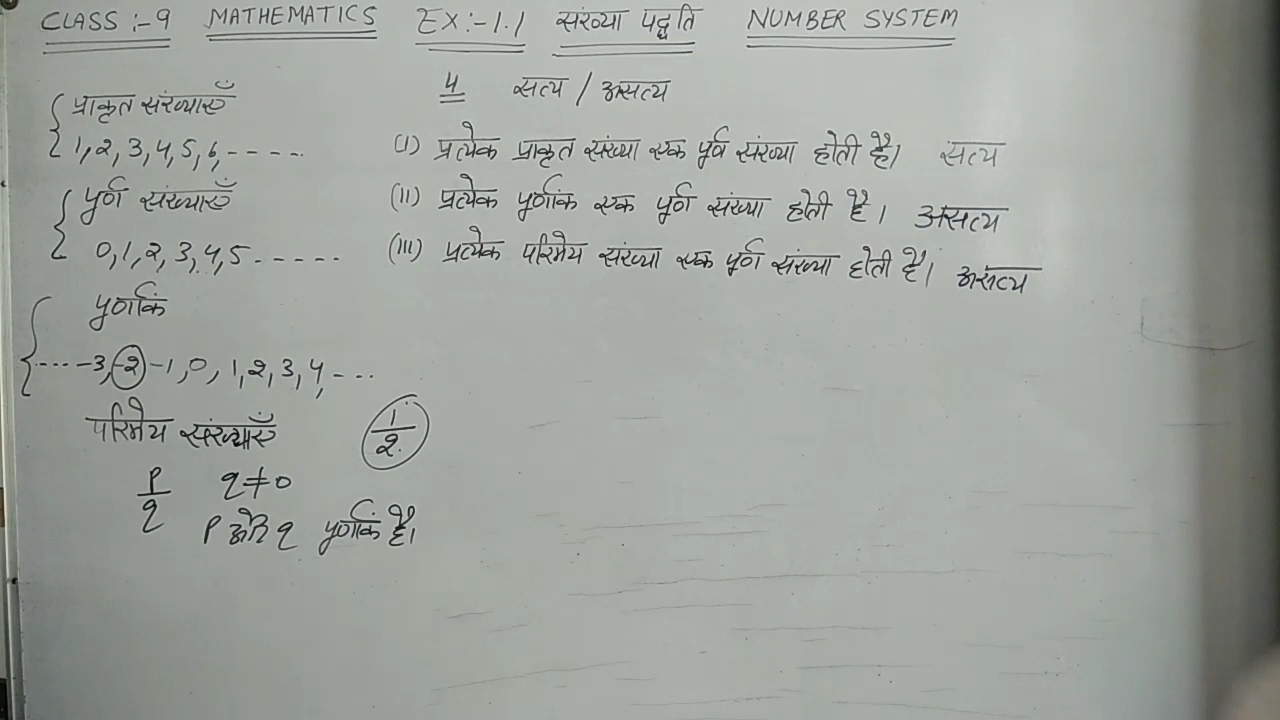 CLASS :- 9 MATHEMATICS EX:-1.1 संख्या पद्धति NUMBER SYSTEM
प्राकृत संख्याएँ
1, 2, 3, 4, 5, 6, -----
पूर्ण संख्याएँ
0, 1, 2, 3, 4, 5 -----
पूर्णांक
---- -3, -2 -1, 0, 1, 2, 3, 4, ---
परिमेय संख्याएँ 1/2
p/q q≠0
p और q पूर्णांक है।
4 सत्य / असत्य
(i) प्रत्येक प्राकृत संख्या एक पूर्ण संख्या होती है। सत्य
(ii) प्रत्येक पूर्णांक एक पूर्ण संख्या होती है। असत्य
(iii) प्रत्येक परिमेय संख्या एक पूर्ण संख्या होती है। असत्य